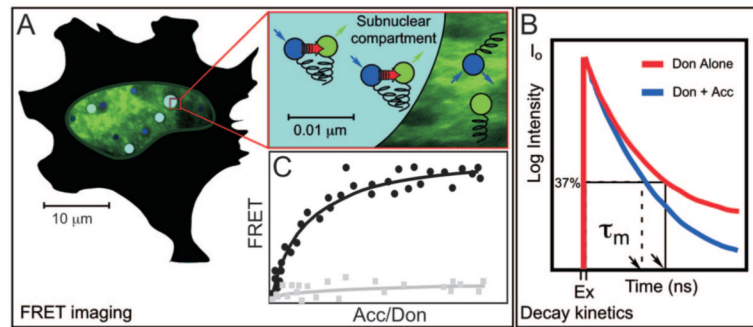 A
Subnuclear
compartment
0.01 μm
10 μm
FRET imaging
C
FRET
Acc/Don
B
I₀
Log Intensity
Don Alone
Don + Acc
37%
τm
Ex
Time (ns)
Decay kinetics